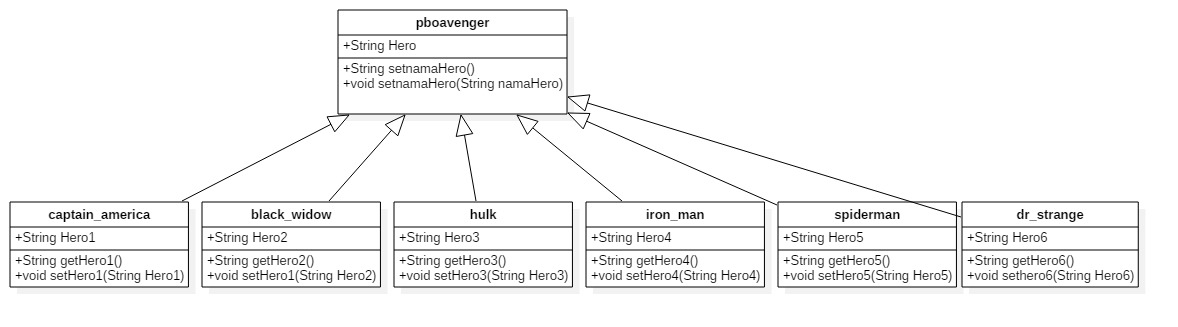 pboavenger
+String Hero
+String setnamaHero()
+void setnamaHero(String namaHero)
captain_america
+String Hero1
+String getHero1()
+void setHero1(String Hero1)
black_widow
+String Hero2
+String getHero2()
+void setHero1(String Hero2)
hulk
+String Hero3
+String getHero3()
+void setHero3(String Hero3)
iron_man
+String Hero4
+String getHero4()
+void setHero4(String Hero4)
spiderman
+String Hero5
+String getHero5()
+void setHero5(String Hero5)
dr_strange
+String Hero6
+String getHero6()
+void sethero6(String Hero6)